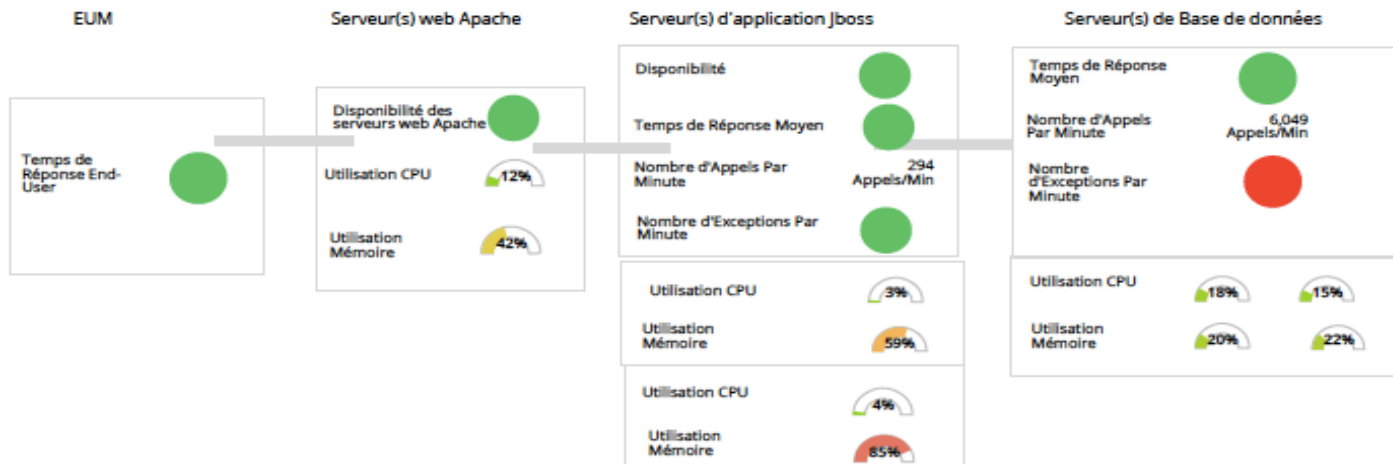 EUM
Serveur(s) web Apache
Serveur(s) d'application Jboss
Serveur(s) de Base de données
Temps de
Réponse End-
User
Disponibilité des
serveurs web Apache
Utilisation CPU
12%
Utilisation
Mémoire
42%
Disponibilité
Temps de Réponse Moyen
Nombre d'Appels Par
Minute
294
Appels/Min
Nombre d'Exceptions Par
Minute
Utilisation CPU
3%
Utilisation
Mémoire
59%
Utilisation CPU
4%
Utilisation
Mémoire
85%
Temps de Réponse
Moyen
Nombre d'Appels
Par Minute
6,049
Appels/Min
Nombre
d'Exceptions Par
Minute
Utilisation CPU
18%
15%
Utilisation
Mémoire
20%
22%